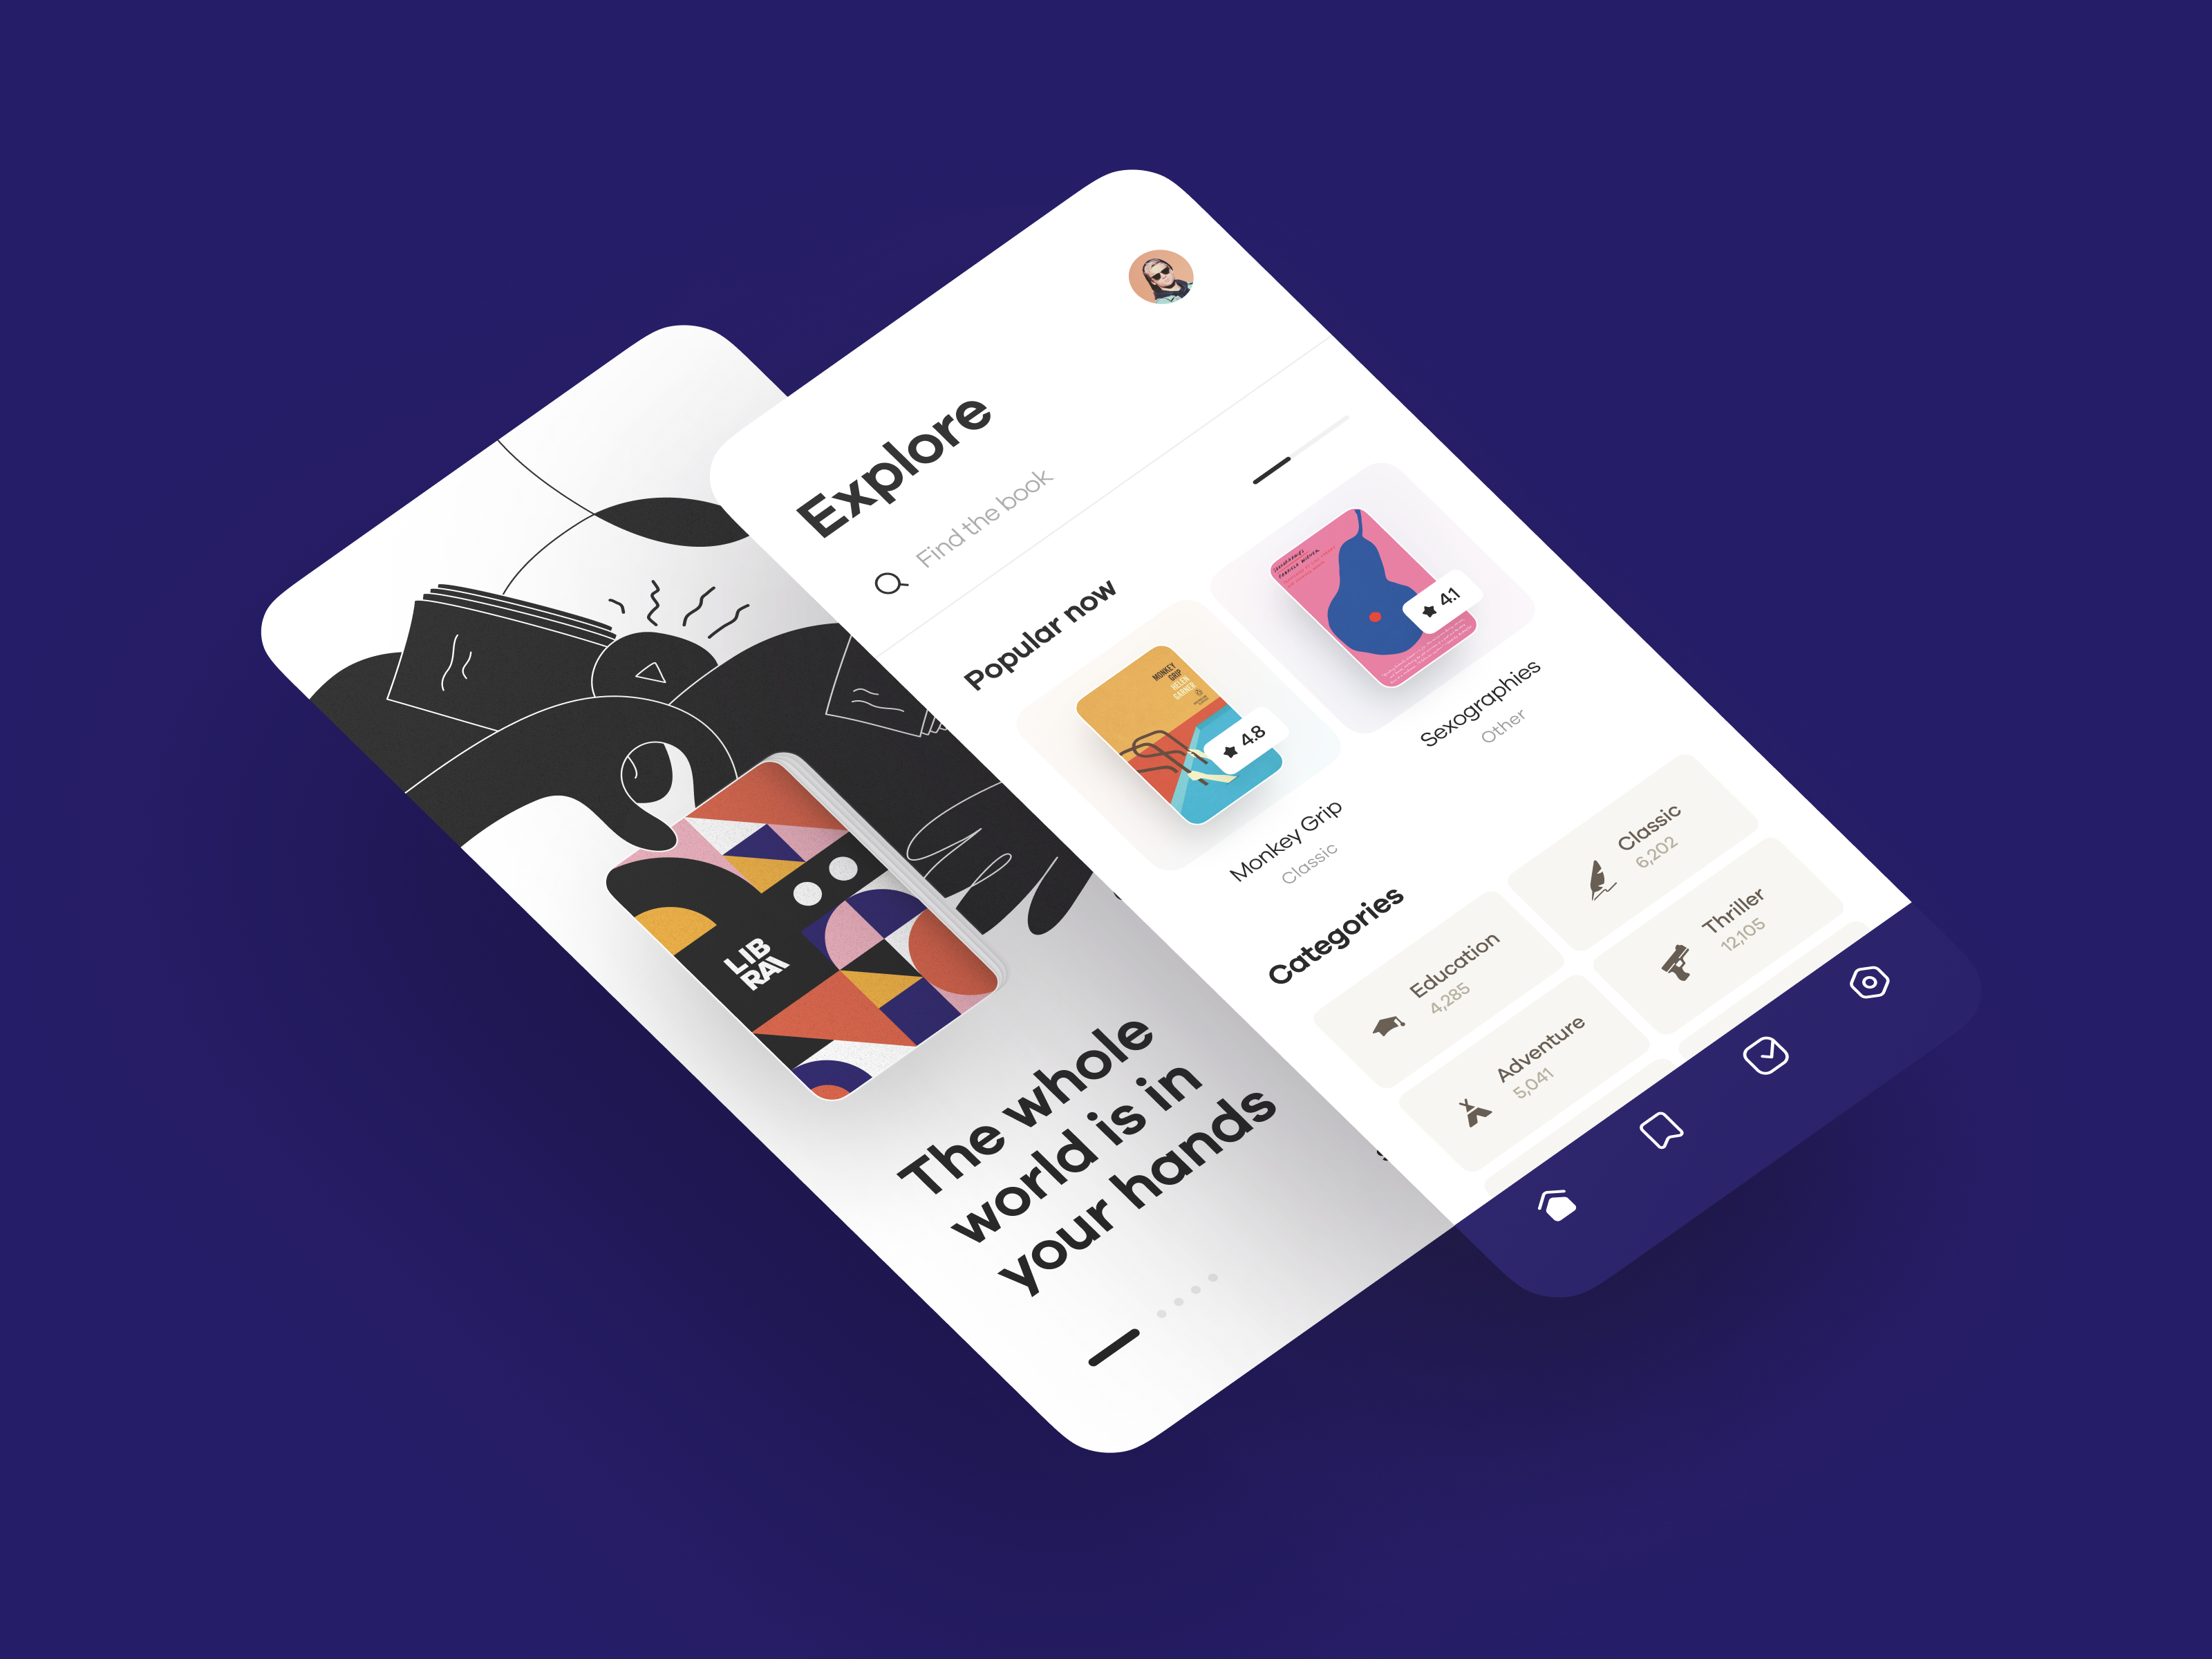 LIB
RA
The whole
world is in
your hands
Explore
Find the book
Popular now
MONKEY
GRIP
HELEN
GARNER
4.8
Monkey Grip
Classic
4.1
Sexographies
Other
Categories
Education
4,285
Classic
6,202
Adventure
5,041
Thriller
12,105